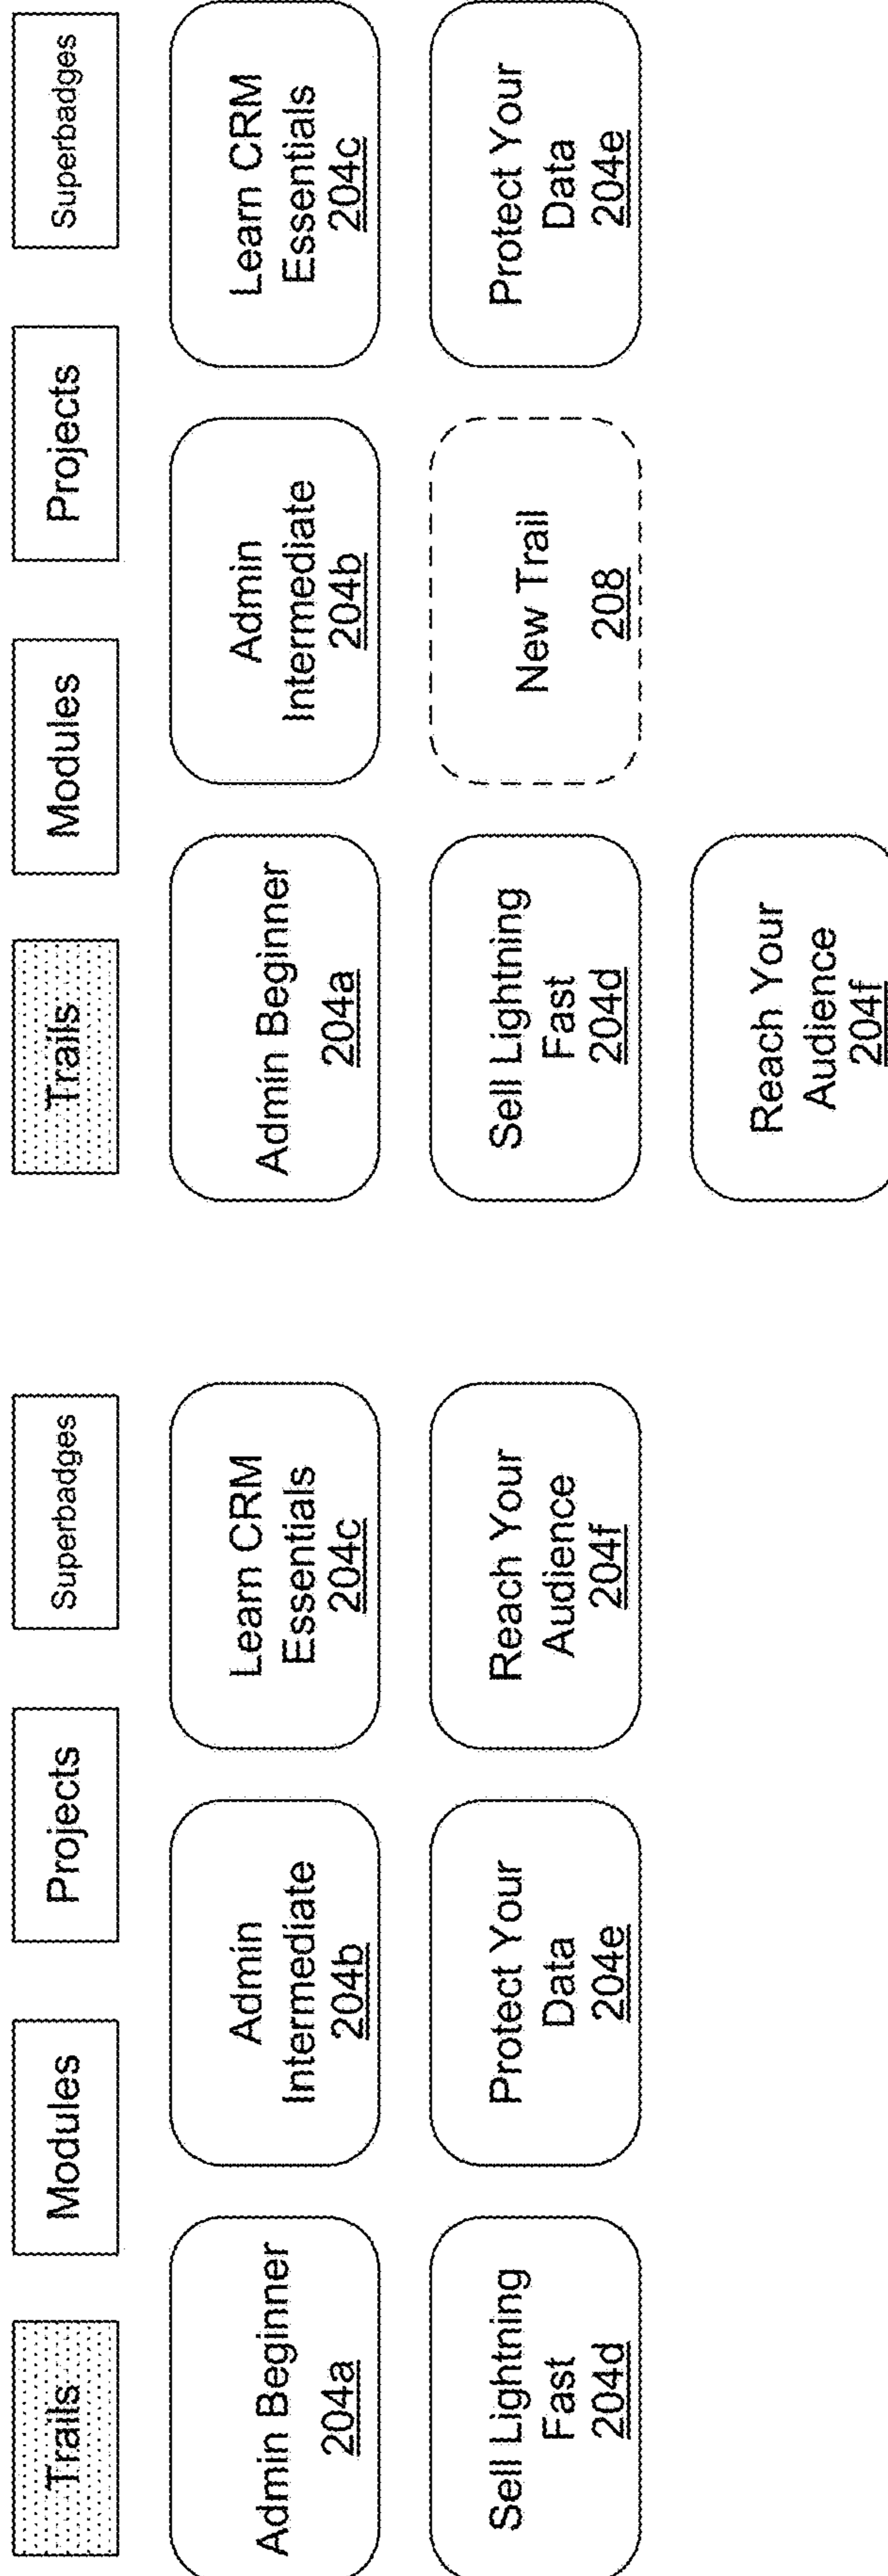 Trails
Modules
Projects
Superbadges
Admin Beginner
204a
Admin
Intermediate
204b
Learn CRM
Essentials
204c
Sell Lightning
Fast
204d
Protect Your
Data
204e
Reach Your
Audience
204f
Trails
Modules
Projects
Superbadges
Admin Beginner
204a
Admin
Intermediate
204b
Learn CRM
Essentials
204c
Sell Lightning
Fast
204d
New Trail
208
Protect Your
Data
204e
Reach Your
Audience
204f